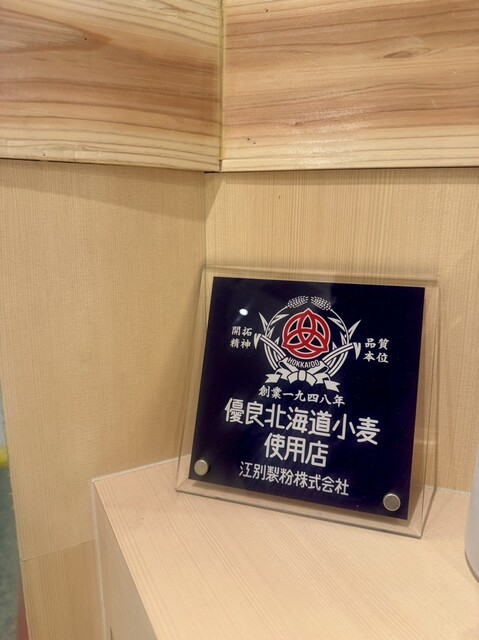 開拓
精神
品質
本位
HOKKAIDO
創業一九四八年
優良北海道小麦
使用店
江別製粉株式会社